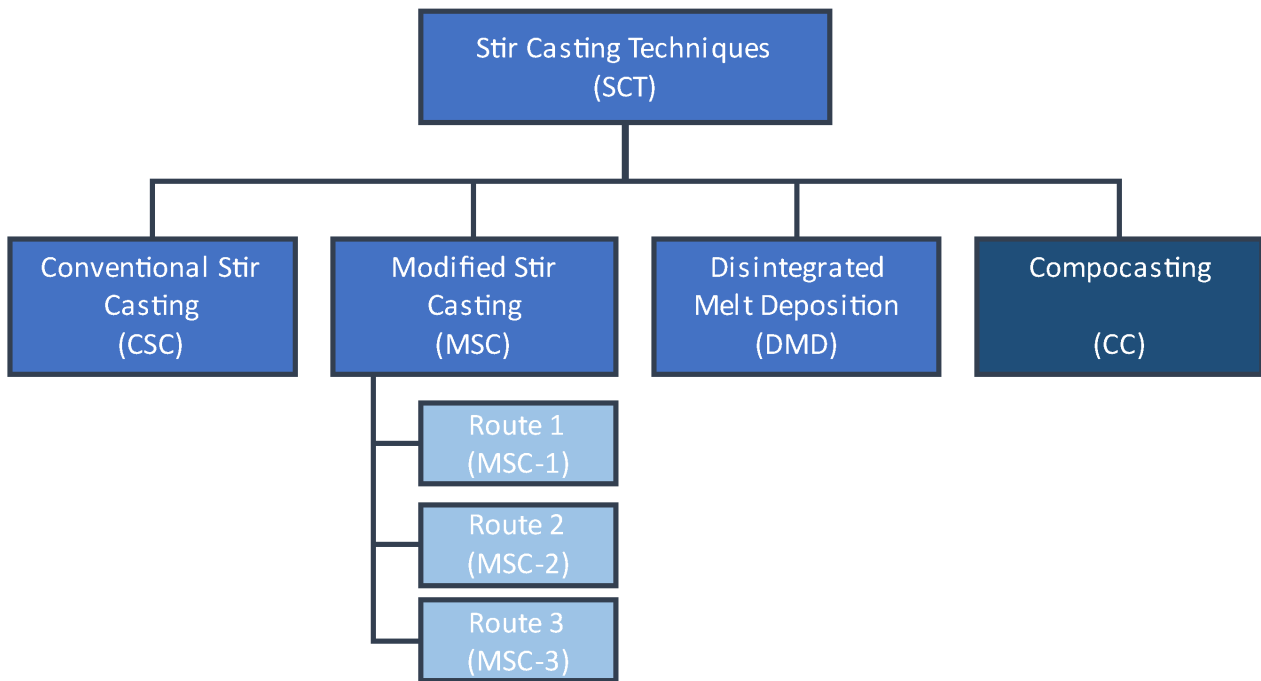 Stir Casting Techniques
(SCT)
Conventional Stir
Casting
(CSC)
Modified Stir
Casting
(MSC)
Disintegrated
Melt Deposition
(DMD)
Compocasting
(CC)
Route 1
(MSC-1)
Route 2
(MSC-2)
Route 3
(MSC-3)